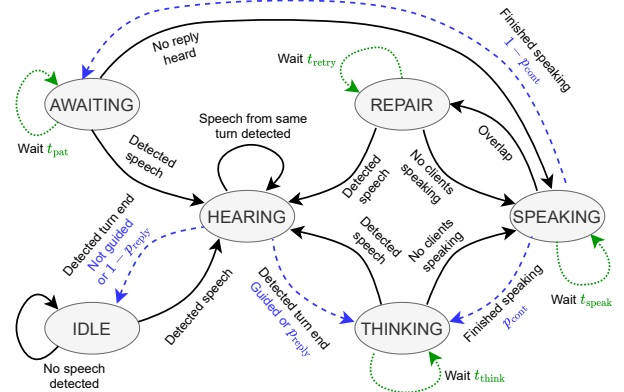 Finished speaking
1 − p_cont
No reply
heard
Wait t_retry
AWAITING
REPAIR
Wait t_pat
Speech from same
turn detected
Overlap
Detected
speech
Detected
speech
No clients
speaking
HEARING
SPEAKING
Detected turn end
Not guided
or 1 − p_reply
Detected
speech
No clients
speaking
Detected speech
Detected turn end
Guided or p_reply
Finished speaking
p_cont
Wait t_speak
IDLE
THINKING
No speech
detected
Wait t_think